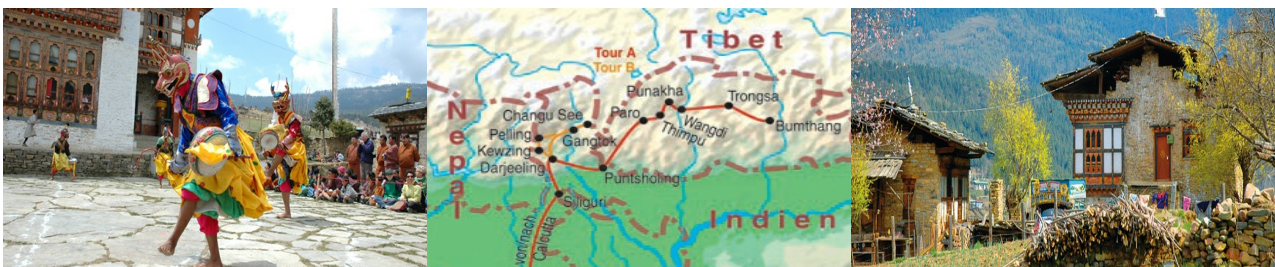 Tibet
Tour A
Tour B
Nepal
Punakha
Trongsa
Changu See
Paro
Wangdi
Bumthang
Pelling
Gangtok
Thimpu
Kewzing
Darjeeling
Puntsholing
Siliguri
Indien
von/nach
Calcutta